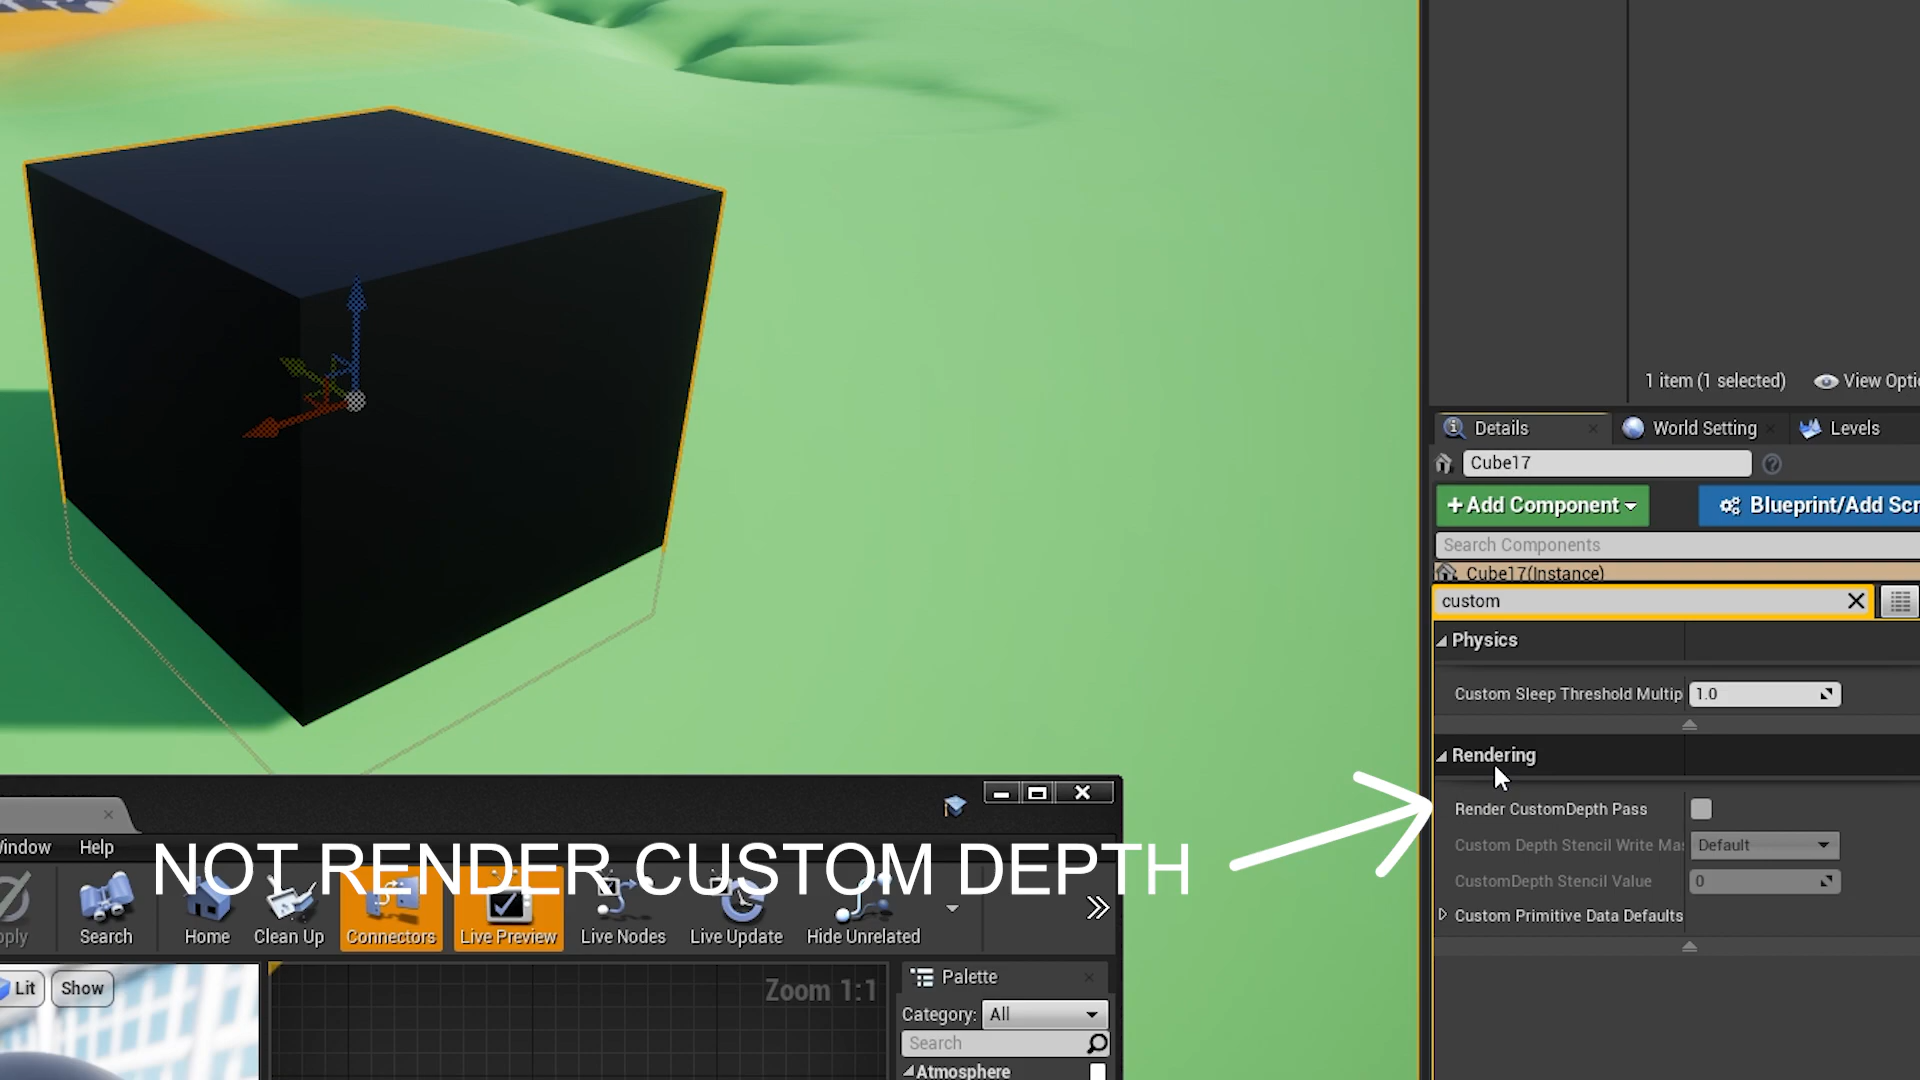 1 item (1 selected)
View Opti
Details
World Setting
Levels
Cube17
+Add Component
Blueprint/Add Scr
Search Components
Cube17(Instance)
custom
Physics
Custom Sleep Threshold Multip
1.0
Rendering
Render CustomDepth Pass
Custom Depth Stencil Write Ma
Default
CustomDepth Stencil Value
0
Custom Primitive Data Defaults
NOT RENDER CUSTOM DEPTH
indow
Help
pply
Search
Home
Clean Up
Connectors
Live Preview
Live Nodes
Live Update
Hide Unrelated
Lit
Show
Zoom 1:1
Palette
Category:
All
Search
Atmosphere